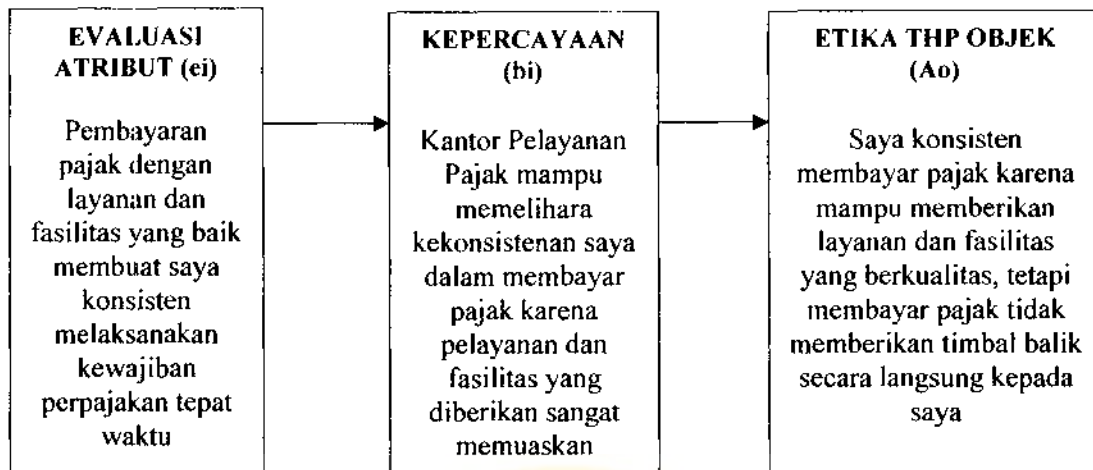 EVALUASI
ATRIBUT (ei)
Pembayaran
pajak dengan
layanan dan
fasilitas yang baik
membuat saya
konsisten
melaksanakan
kewajiban
perpajakan tepat
waktu
KEPERCAYAAN
(bi)
Kantor Pelayanan
Pajak mampu
memelihara
kekonsistenan saya
dalam membayar
pajak karena
pelayanan dan
fasilitas yang
diberikan sangat
memuaskan
ETIKA THP OBJEK
(Ao)
Saya konsisten
membayar pajak karena
mampu memberikan
layanan dan fasilitas
yang berkualitas, tetapi
membayar pajak tidak
memberikan timbal balik
secara langsung kepada
saya